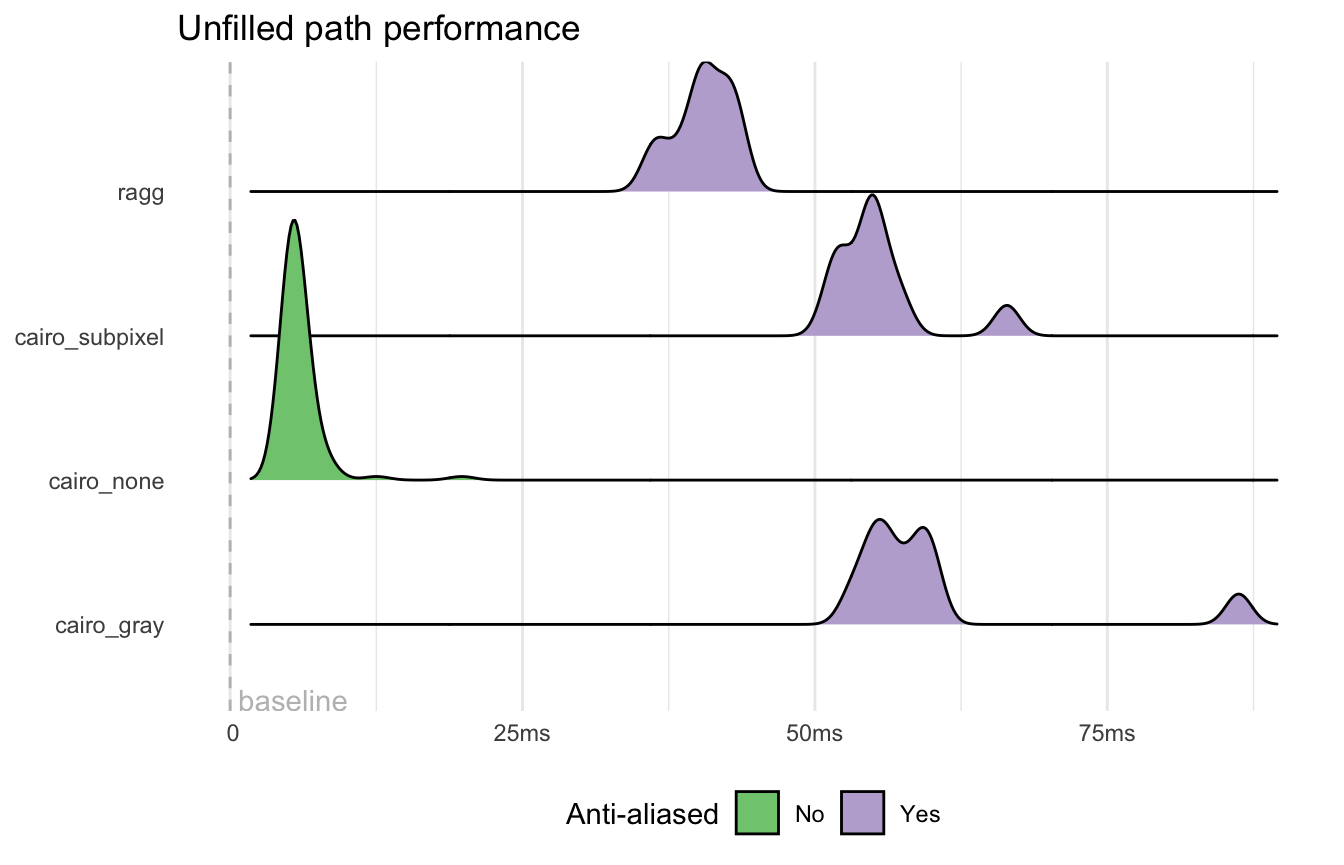 Unfilled path performance
ragg
cairo_subpixel
cairo_none
cairo_gray
baseline
0 25ms 50ms 75ms
Anti-aliased No Yes